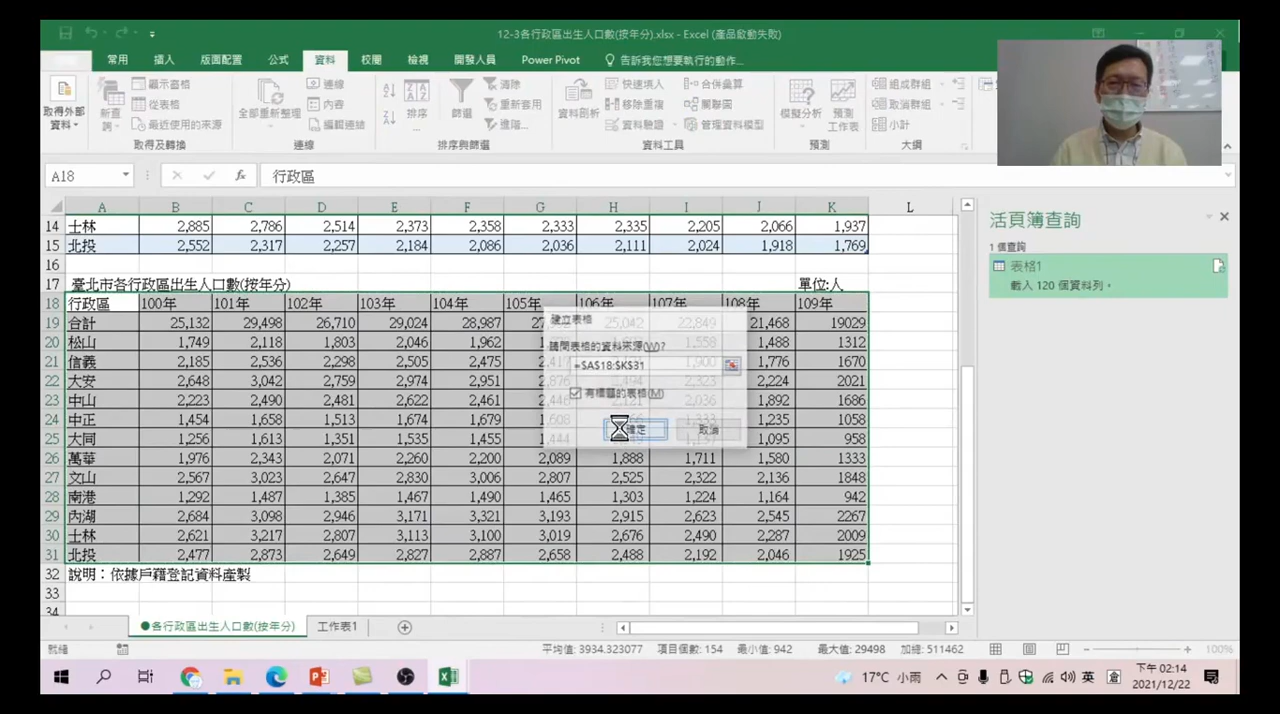 12-3各行政區出生人口數(按年分).xlsx - Excel (產品啟動失敗)
常用 插入 版面配置 公式 資料 校閱 檢視 開發人員 Power Pivot 告訴我您想要執行的動作...
取得外部資料 新查詢 顯示查詢 從表格 最近使用的來源 全部重新整理 連線 內容 編輯連結 排序... 篩選 清除 重新套用 進階... 資料剖析 快速填入 移除重複 資料驗證 合併彙算 關聯圖 管理資料模型 模擬分析 預測工作表 組成群組 取消群組 小計
取得及轉換 連線 排序與篩選 資料工具 預測 大綱
A18 fx 行政區
A B C D E F G H I J K L
14 士林 2,885 2,786 2,514 2,373 2,358 2,333 2,335 2,205 2,066 1,937
15 北投 2,552 2,317 2,257 2,184 2,086 2,036 2,111 2,024 1,918 1,769
16
17 臺北市各行政區出生人口數(按年分) 單位:人
18 行政區 100年 101年 102年 103年 104年 105年 106年 107年 108年 109年
19 合計 25,132 29,498 26,710 29,024 28,987 25,042 22,849 21,468 19029
20 松山 1,749 2,118 1,803 2,046 1,962 1,558 1,488 1312
21 信義 2,185 2,536 2,298 2,505 2,475 1,900 1,776 1670
22 大安 2,648 3,042 2,759 2,974 2,951 2,323 2,224 2021
23 中山 2,223 2,490 2,481 2,622 2,461 2,121 2,036 1,892 1686
24 中正 1,454 1,658 1,513 1,674 1,679 1,608 1,333 1,235 1058
25 大同 1,256 1,613 1,351 1,535 1,455 1,444 1,095 958
26 萬華 1,976 2,343 2,071 2,260 2,200 2,089 1,888 1,711 1,580 1333
27 文山 2,567 3,023 2,647 2,830 3,006 2,807 2,525 2,322 2,136 1848
28 南港 1,292 1,487 1,385 1,467 1,490 1,465 1,303 1,224 1,164 942
29 內湖 2,684 3,098 2,946 3,171 3,321 3,193 2,915 2,623 2,545 2267
30 士林 2,621 3,217 2,807 3,113 3,100 3,019 2,676 2,490 2,287 2009
31 北投 2,477 2,873 2,649 2,827 2,887 2,658 2,488 2,192 2,046 1925
32 說明：依據戶籍登記資料產製
33
34
建立表格
請問表格的資料來源(W)?
=$A$18:$K$31
有標題的表格(M)
確定 取消
活頁簿查詢
1 個查詢
表格1
載入 120 個資料列。
各行政區出生人口數(按年分) 工作表1
就緒 平均值: 3934.323077 項目個數: 154 最小值: 942 最大值: 29498 加總: 511462 100%
17°C 小雨 英 下午 02:14
2021/12/22